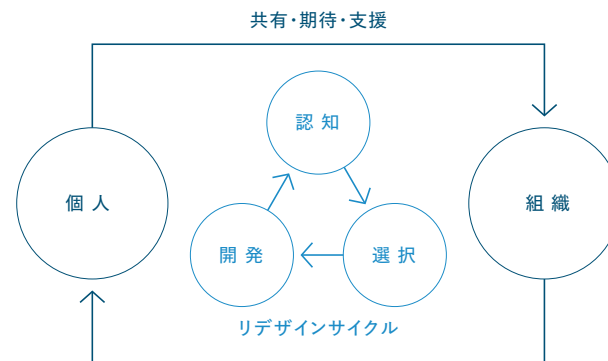 共有・期待・支援
認知
個人
組織
開発
選択
リデザインサイクル